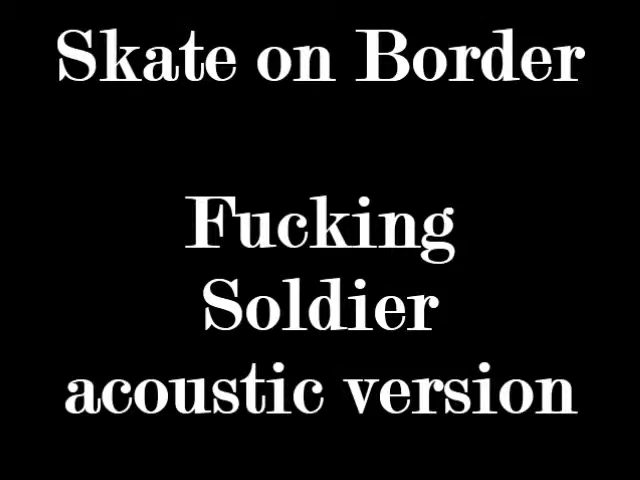 Skate on Border
Fucking
Soldier
acoustic version